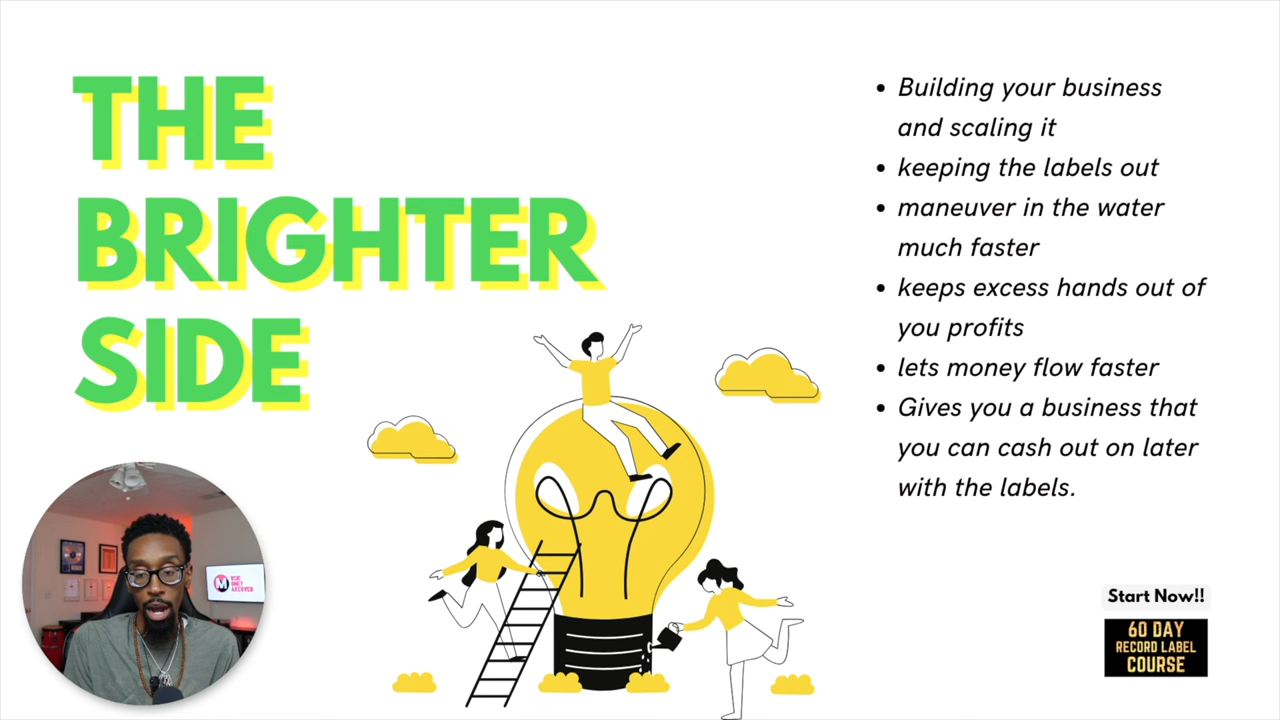 THE
BRIGHTER
SIDE
• Building your business
and scaling it
• keeping the labels out
• maneuver in the water
much faster
• keeps excess hands out of
you profits
• lets money flow faster
• Gives you a business that
you can cash out on later
with the labels.
Start Now!!
60 DAY
RECORD LABEL
COURSE